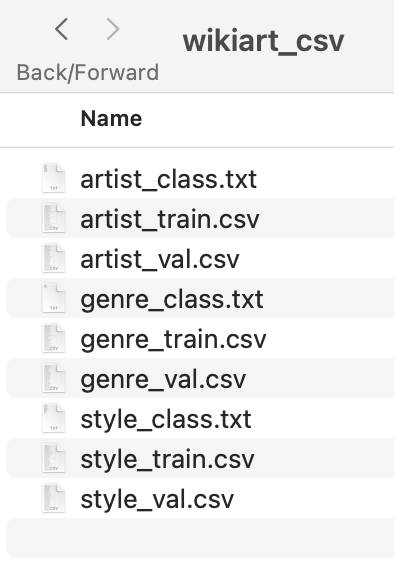 wikiart_csv
Back/Forward
Name
artist_class.txt
artist_train.csv
artist_val.csv
genre_class.txt
genre_train.csv
genre_val.csv
style_class.txt
style_train.csv
style_val.csv